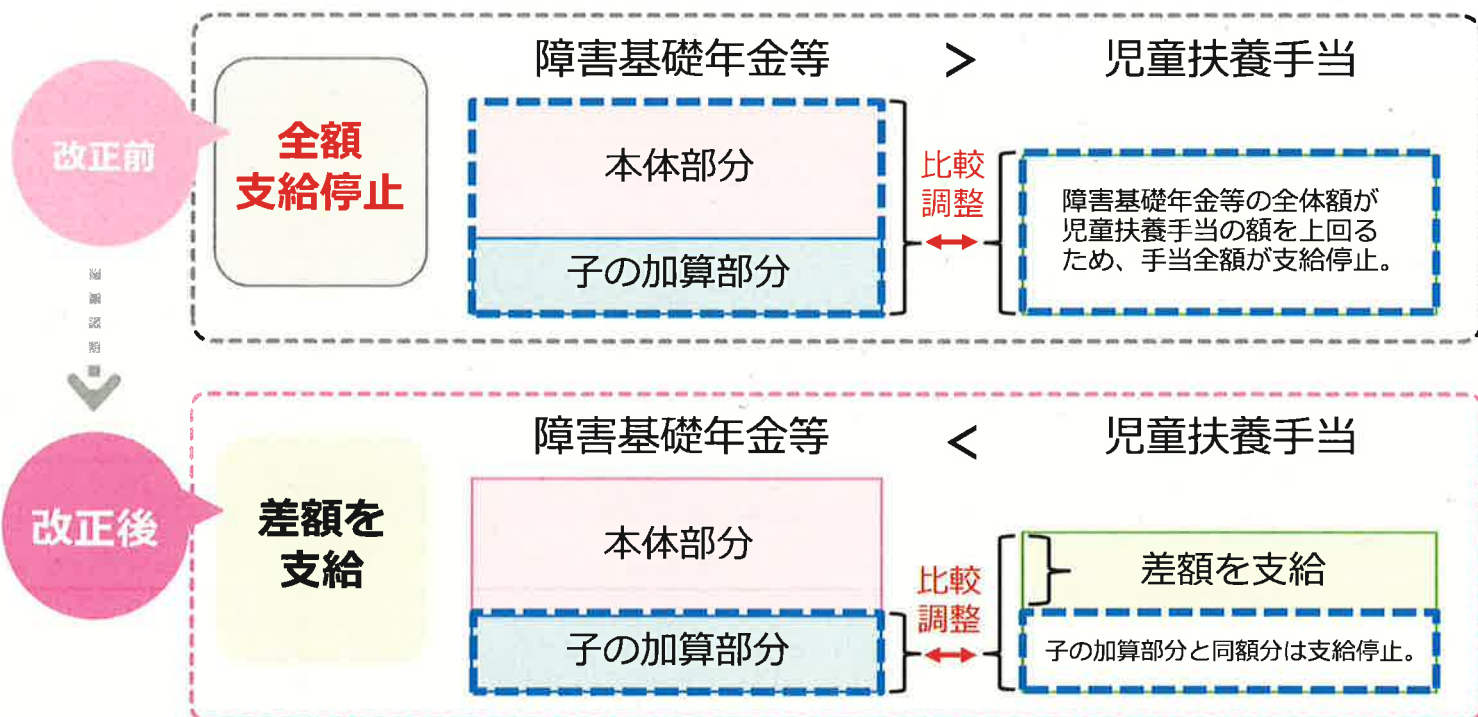 改正前
全額
支給停止
障害基礎年金等
>
児童扶養手当
本体部分
子の加算部分
比較
調整
障害基礎年金等の全体額が
児童扶養手当の額を上回る
ため、手当全額が支給停止。
改正後
差額を
支給
障害基礎年金等
<
児童扶養手当
本体部分
子の加算部分
比較
調整
差額を支給
子の加算部分と同額分は支給停止。